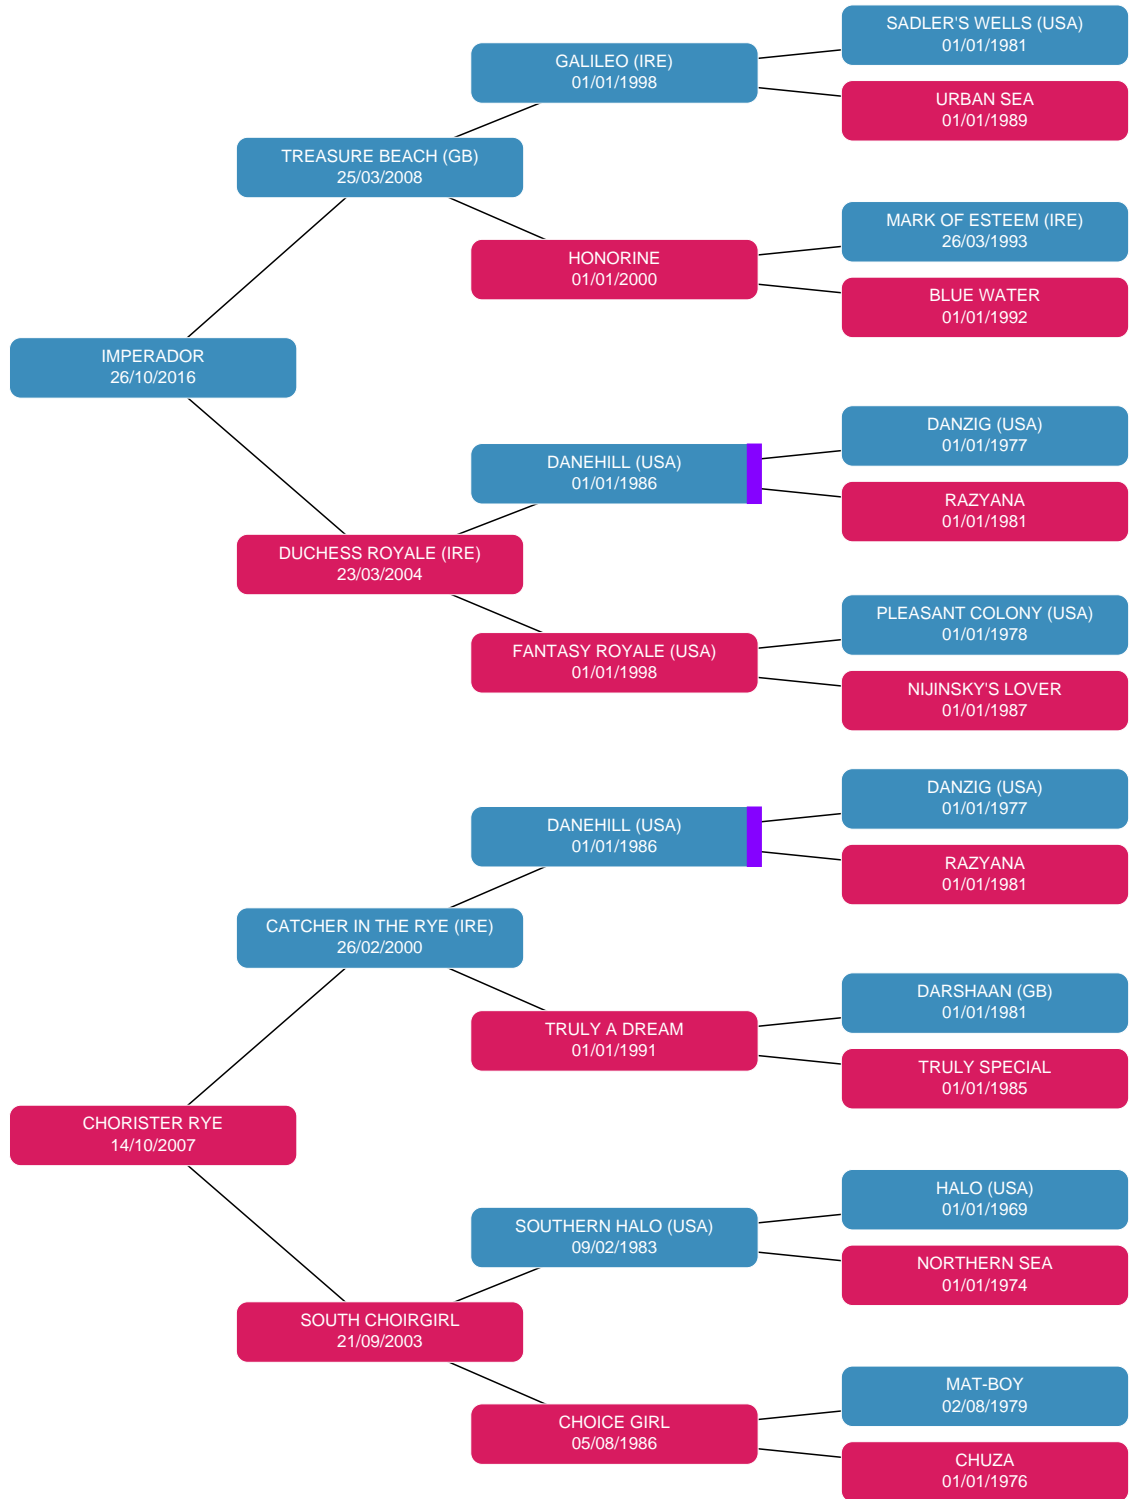 SADLER'S WELLS (USA)
01/01/1981
GALILEO (IRE)
01/01/1998
URBAN SEA
01/01/1989
TREASURE BEACH (GB)
25/03/2008
MARK OF ESTEEM (IRE)
26/03/1993
HONORINE
01/01/2000
BLUE WATER
01/01/1992
IMPERADOR
26/10/2016
DANZIG (USA)
01/01/1977
DANEHILL (USA)
01/01/1986
RAZYANA
01/01/1981
DUCHESS ROYALE (IRE)
23/03/2004
PLEASANT COLONY (USA)
01/01/1978
FANTASY ROYALE (USA)
01/01/1998
NIJINSKY'S LOVER
01/01/1987
DANZIG (USA)
01/01/1977
DANEHILL (USA)
01/01/1986
RAZYANA
01/01/1981
CATCHER IN THE RYE (IRE)
26/02/2000
DARSHAAN (GB)
01/01/1981
TRULY A DREAM
01/01/1991
TRULY SPECIAL
01/01/1985
CHORISTER RYE
14/10/2007
HALO (USA)
01/01/1969
SOUTHERN HALO (USA)
09/02/1983
NORTHERN SEA
01/01/1974
SOUTH CHOIRGIRL
21/09/2003
MAT-BOY
02/08/1979
CHOICE GIRL
05/08/1986
CHUZA
01/01/1976